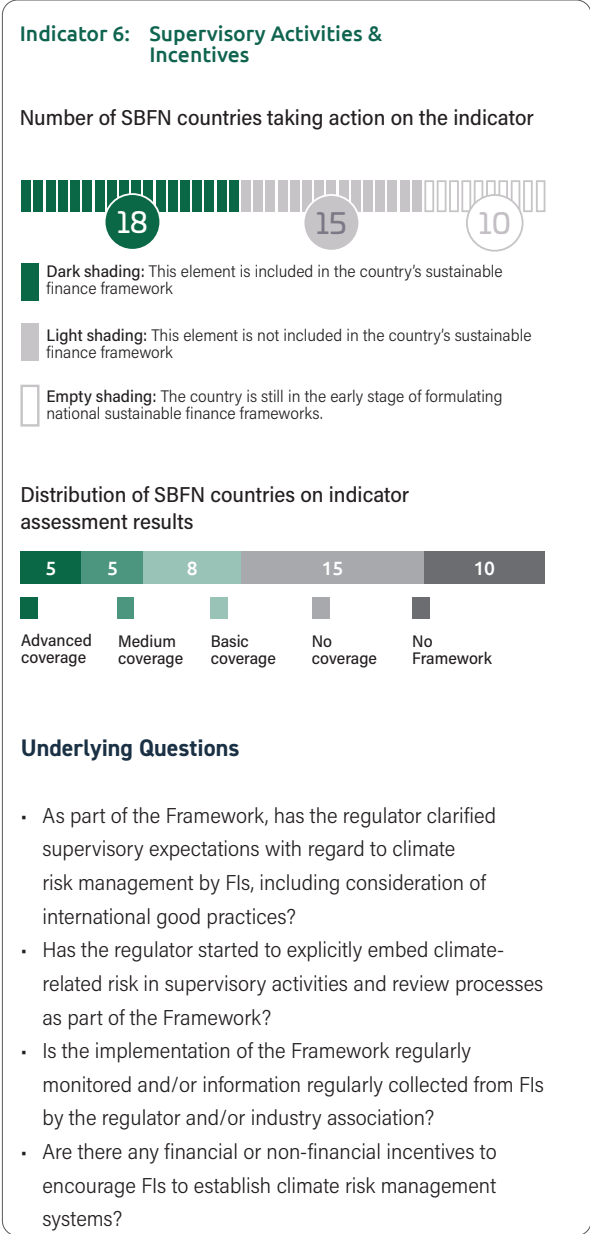 Indicator 6: Supervisory Activities &
Incentives
Number of SBFN countries taking action on the indicator
18 15 10
Dark shading: This element is included in the country's sustainable
finance framework
Light shading: This element is not included in the country's sustainable
finance framework
Empty shading: The country is still in the early stage of formulating
national sustainable finance frameworks.
Distribution of SBFN countries on indicator
assessment results
5 5 8 15 10
Advanced
coverage
Medium
coverage
Basic
coverage
No
coverage
No
Framework
Underlying Questions
• As part of the Framework, has the regulator clarified
supervisory expectations with regard to climate
risk management by FIs, including consideration of
international good practices?
• Has the regulator started to explicitly embed climate-
related risk in supervisory activities and review processes
as part of the Framework?
• Is the implementation of the Framework regularly
monitored and/or information regularly collected from FIs
by the regulator and/or industry association?
• Are there any financial or non-financial incentives to
encourage FIs to establish climate risk management
systems?